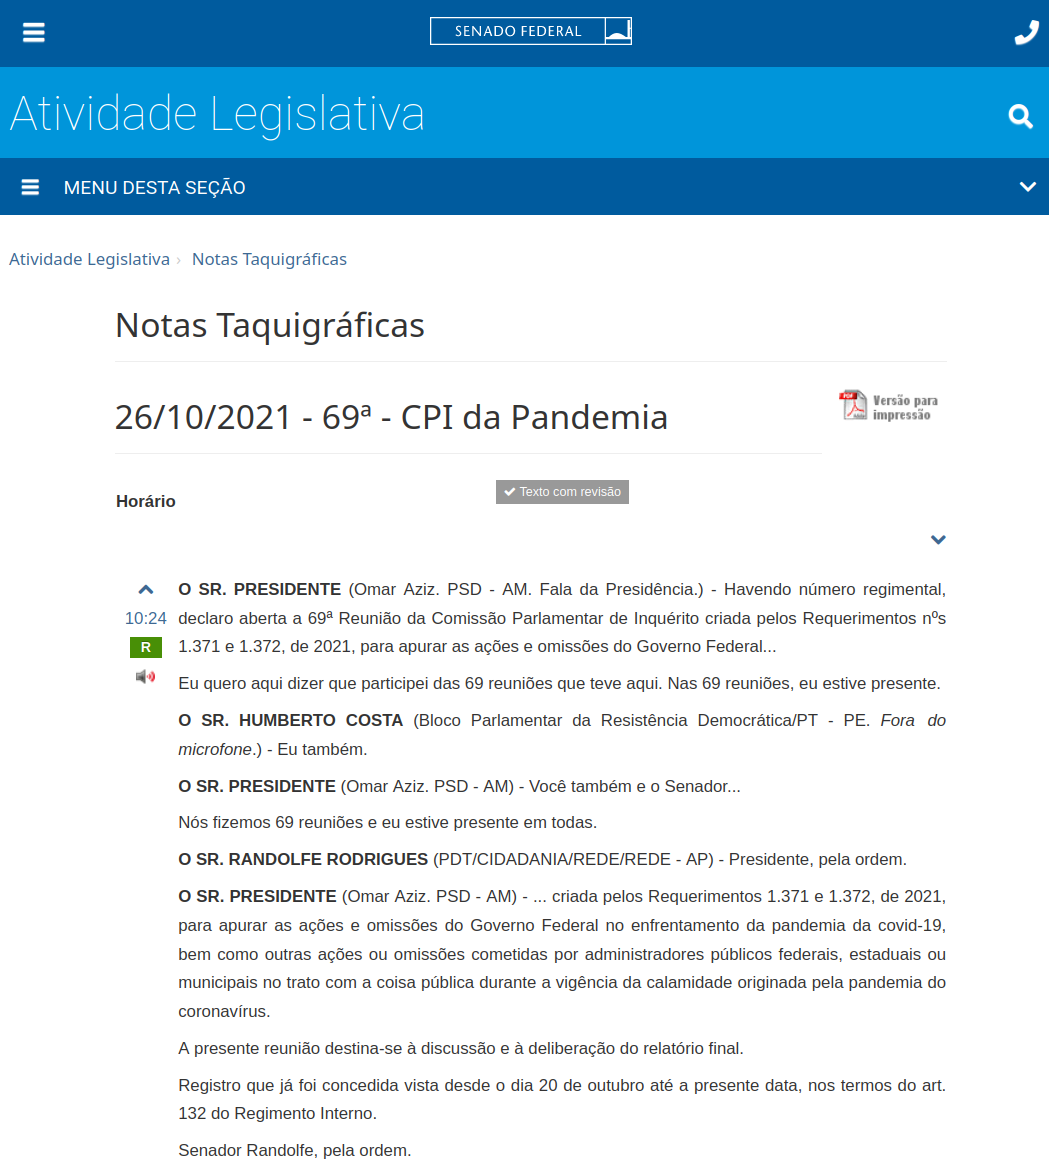 SENADO FEDERAL
Atividade Legislativa
MENU DESTA SEÇÃO
Atividade Legislativa › Notas Taquigráficas
Notas Taquigráficas
26/10/2021 - 69ª - CPI da Pandemia
Versão para
impressão
Texto com revisão
Horário
O SR. PRESIDENTE (Omar Aziz. PSD - AM. Fala da Presidência.) - Havendo número regimental,
10:24
declaro aberta a 69ª Reunião da Comissão Parlamentar de Inquérito criada pelos Requerimentos nºs
R
1.371 e 1.372, de 2021, para apurar as ações e omissões do Governo Federal...
Eu quero aqui dizer que participei das 69 reuniões que teve aqui. Nas 69 reuniões, eu estive presente.
O SR. HUMBERTO COSTA (Bloco Parlamentar da Resistência Democrática/PT - PE. Fora do
microfone.) - Eu também.
O SR. PRESIDENTE (Omar Aziz. PSD - AM) - Você também e o Senador...
Nós fizemos 69 reuniões e eu estive presente em todas.
O SR. RANDOLFE RODRIGUES (PDT/CIDADANIA/REDE/REDE - AP) - Presidente, pela ordem.
O SR. PRESIDENTE (Omar Aziz. PSD - AM) - ... criada pelos Requerimentos 1.371 e 1.372, de 2021,
para apurar as ações e omissões do Governo Federal no enfrentamento da pandemia da covid-19,
bem como outras ações ou omissões cometidas por administradores públicos federais, estaduais ou
municipais no trato com a coisa pública durante a vigência da calamidade originada pela pandemia do
coronavírus.
A presente reunião destina-se à discussão e à deliberação do relatório final.
Registro que já foi concedida vista desde o dia 20 de outubro até a presente data, nos termos do art.
132 do Regimento Interno.
Senador Randolfe, pela ordem.